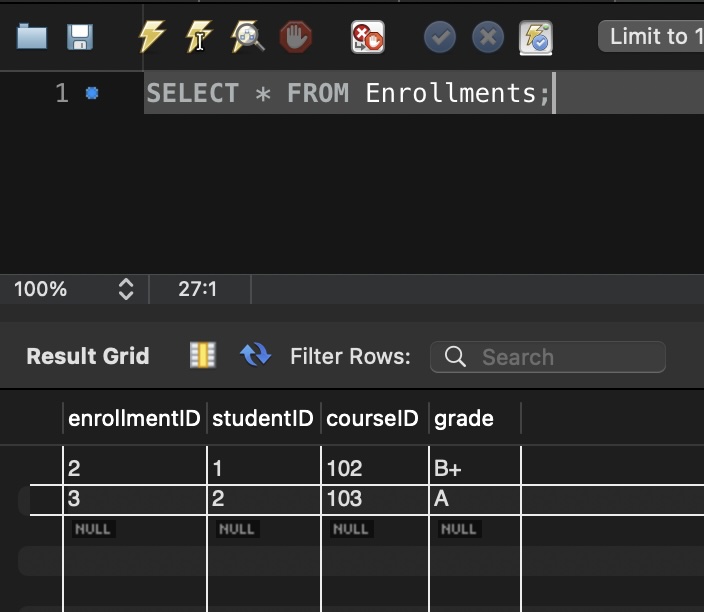 Limit to 1
1 SELECT * FROM Enrollments;
100% 27:1
Result Grid Filter Rows: Search
enrollmentID studentID courseID grade
2 1 102 B+
3 2 103 A
NULL NULL NULL NULL